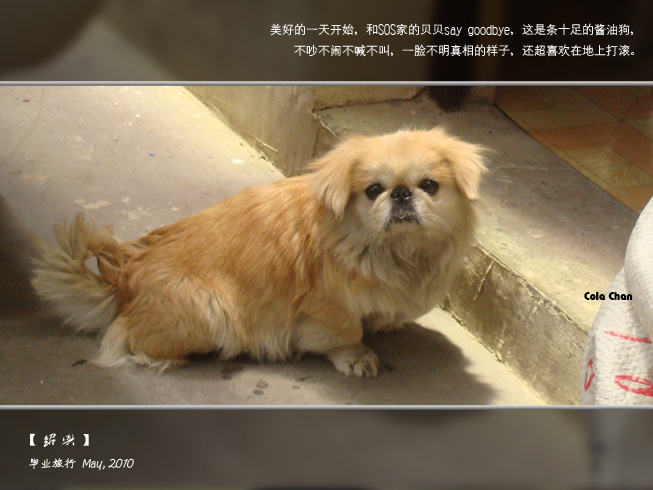 美好的一天开始，和SOS家的贝贝say goodbye，这是条十足的酱油狗，
不吵不闹不喊不叫，一脸不明真相的样子，还超喜欢在地上打滚。
Cola Chan
【绍兴】
毕业旅行 May, 2010